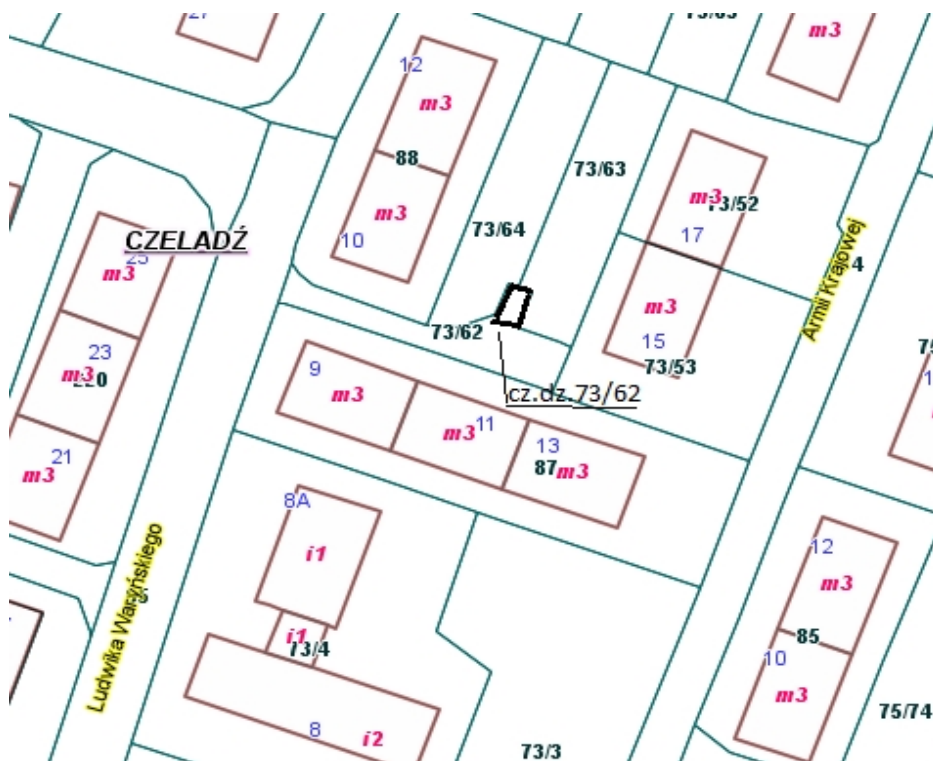 73/63
m3
12
m3
m3
88
73/63
m3
73/52
m3
10
73/64
17
CZELADŹ
25
m3
4
Armii Krajowej
m3
73/62
15
73/53
23
m3
220
9
m3
cz.dz.73/62
m3
11
13
87
m3
21
m3
8A
i1
12
m3
Ludwika Waryńskiego
i1
73/4
85
10
m3
8
i2
73/3
75/74